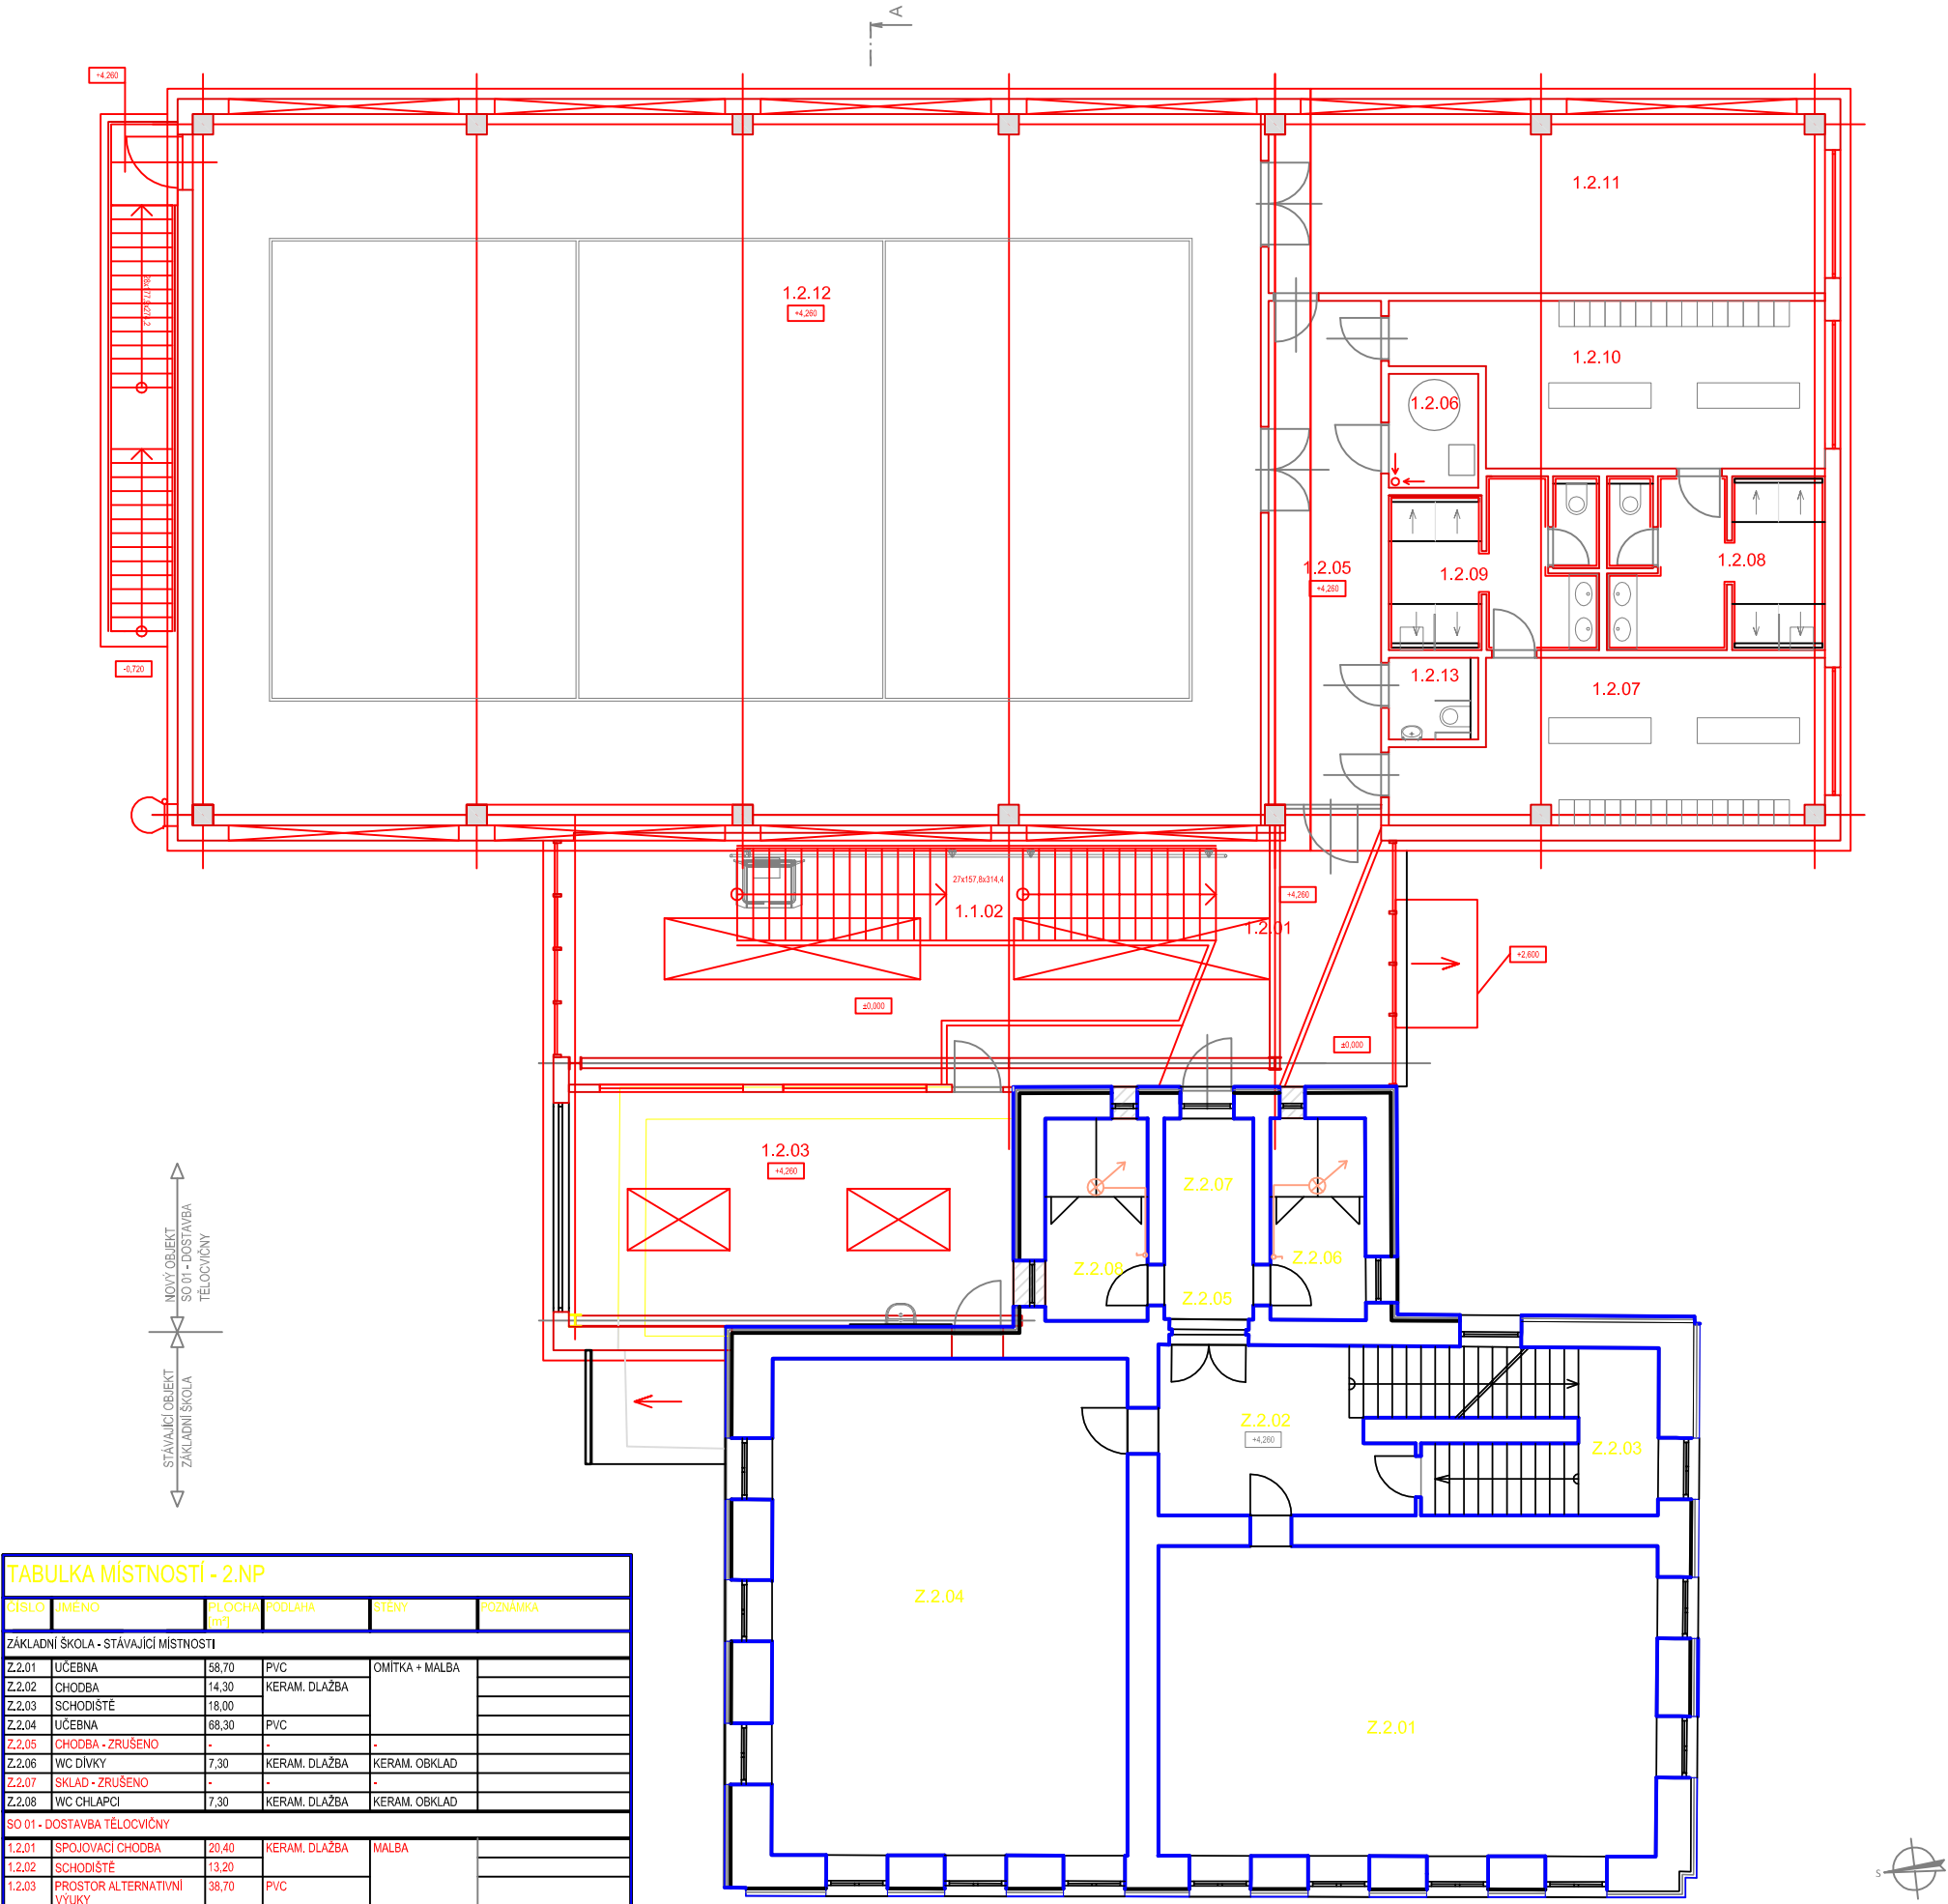 A
+4,260
1.2.11
28x177,9x274,2
1.2.12
+4,260
1.2.10
1.2.06
1.2.05
+4,260
1.2.09
1.2.08
-0,720
1.2.13
1.2.07
27x157,8x314,4
1.1.02
+4,260
1.2.01
+2,600
±0,000
±0,000
1.2.03
+4,260
Z.2.07
Z.2.08
Z.2.06
Z.2.05
NOVÝ OBJEKT
SO 01 - DOSTAVBA
TĚLOCVIČNY
STÁVAJÍCÍ OBJEKT
ZÁKLADNÍ ŠKOLA
Z.2.02
+4,260
Z.2.03
Z.2.04
Z.2.01
S
TABULKA MÍSTNOSTÍ - 2.NP
ČÍSLO JMÉNO PLOCHA PODLAHA STĚNY POZNÁMKA
[m²]
ZÁKLADNÍ ŠKOLA - STÁVAJÍCÍ MÍSTNOSTI
Z.2.01 UČEBNA 58,70 PVC OMÍTKA + MALBA
Z.2.02 CHODBA 14,30 KERAM. DLAŽBA
Z.2.03 SCHODIŠTĚ 18,00
Z.2.04 UČEBNA 68,30 PVC
Z.2.05 CHODBA - ZRUŠENO - - -
Z.2.06 WC DÍVKY 7,30 KERAM. DLAŽBA KERAM. OBKLAD
Z.2.07 SKLAD - ZRUŠENO - - -
Z.2.08 WC CHLAPCI 7,30 KERAM. DLAŽBA KERAM. OBKLAD
SO 01 - DOSTAVBA TĚLOCVIČNY
1.2.01 SPOJOVACÍ CHODBA 20,40 KERAM. DLAŽBA MALBA
1.2.02 SCHODIŠTĚ 13,20
1.2.03 PROSTOR ALTERNATIVNÍ 38,70 PVC
VÝUKY